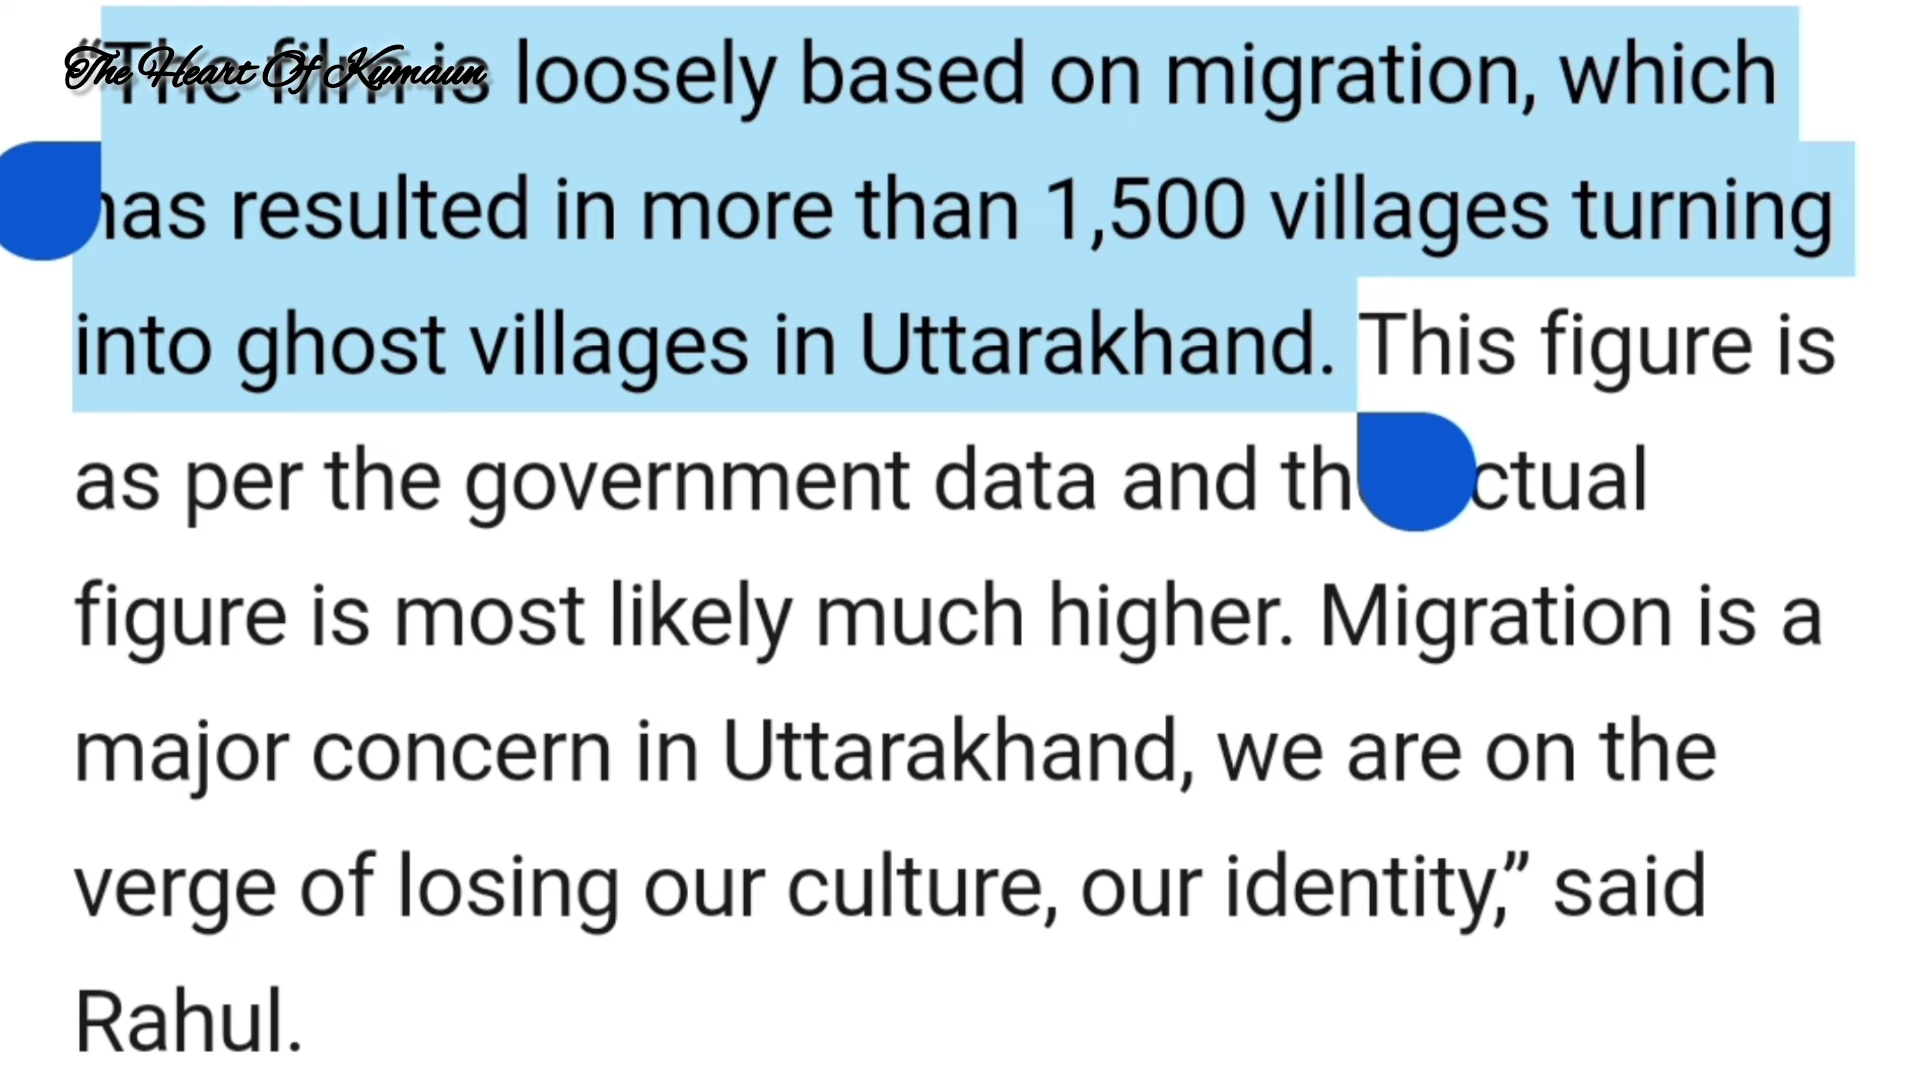 The Heart Of Kumaun
“The film is loosely based on migration, which
has resulted in more than 1,500 villages turning
into ghost villages in Uttarakhand. This figure is
as per the government data and the actual
figure is most likely much higher. Migration is a
major concern in Uttarakhand, we are on the
verge of losing our culture, our identity,” said
Rahul.